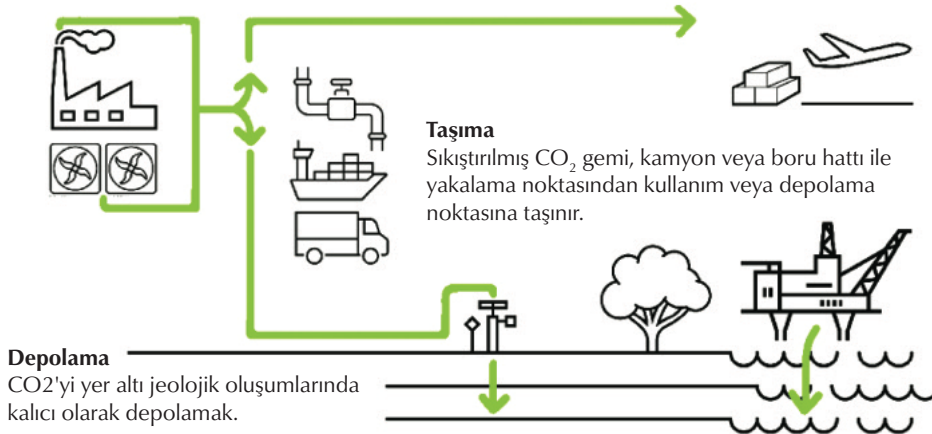 Taşıma
Sıkıştırılmış CO₂ gemi, kamyon veya boru hattı ile
yakalama noktasından kullanım veya depolama
noktasına taşınır.
Depolama
CO2'yi yer altı jeolojik oluşumlarında
kalıcı olarak depolamak.